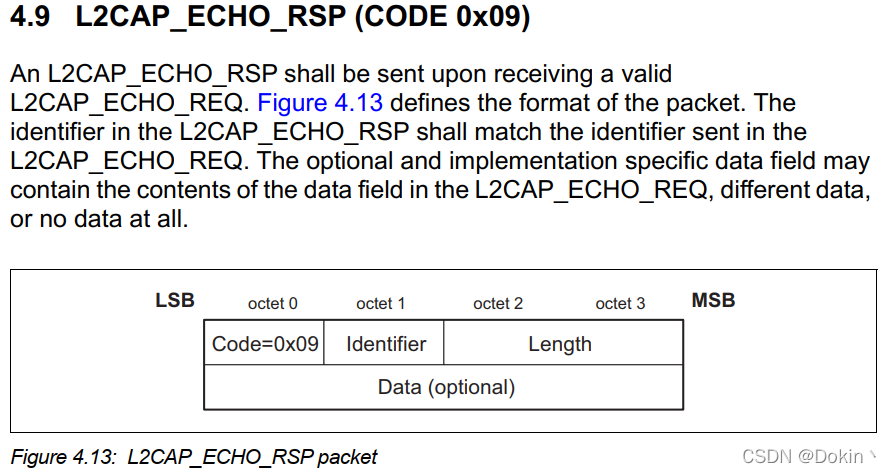 4.9 L2CAP_ECHO_RSP (CODE 0x09)
An L2CAP_ECHO_RSP shall be sent upon receiving a valid
L2CAP_ECHO_REQ. Figure 4.13 defines the format of the packet. The
identifier in the L2CAP_ECHO_RSP shall match the identifier sent in the
L2CAP_ECHO_REQ. The optional and implementation specific data field may
contain the contents of the data field in the L2CAP_ECHO_REQ, different data,
or no data at all.
LSB octet 0 octet 1 octet 2 octet 3 MSB
Code=0x09 Identifier Length
Data (optional)
Figure 4.13: L2CAP_ECHO_RSP packet
CSDN @Dokin丶